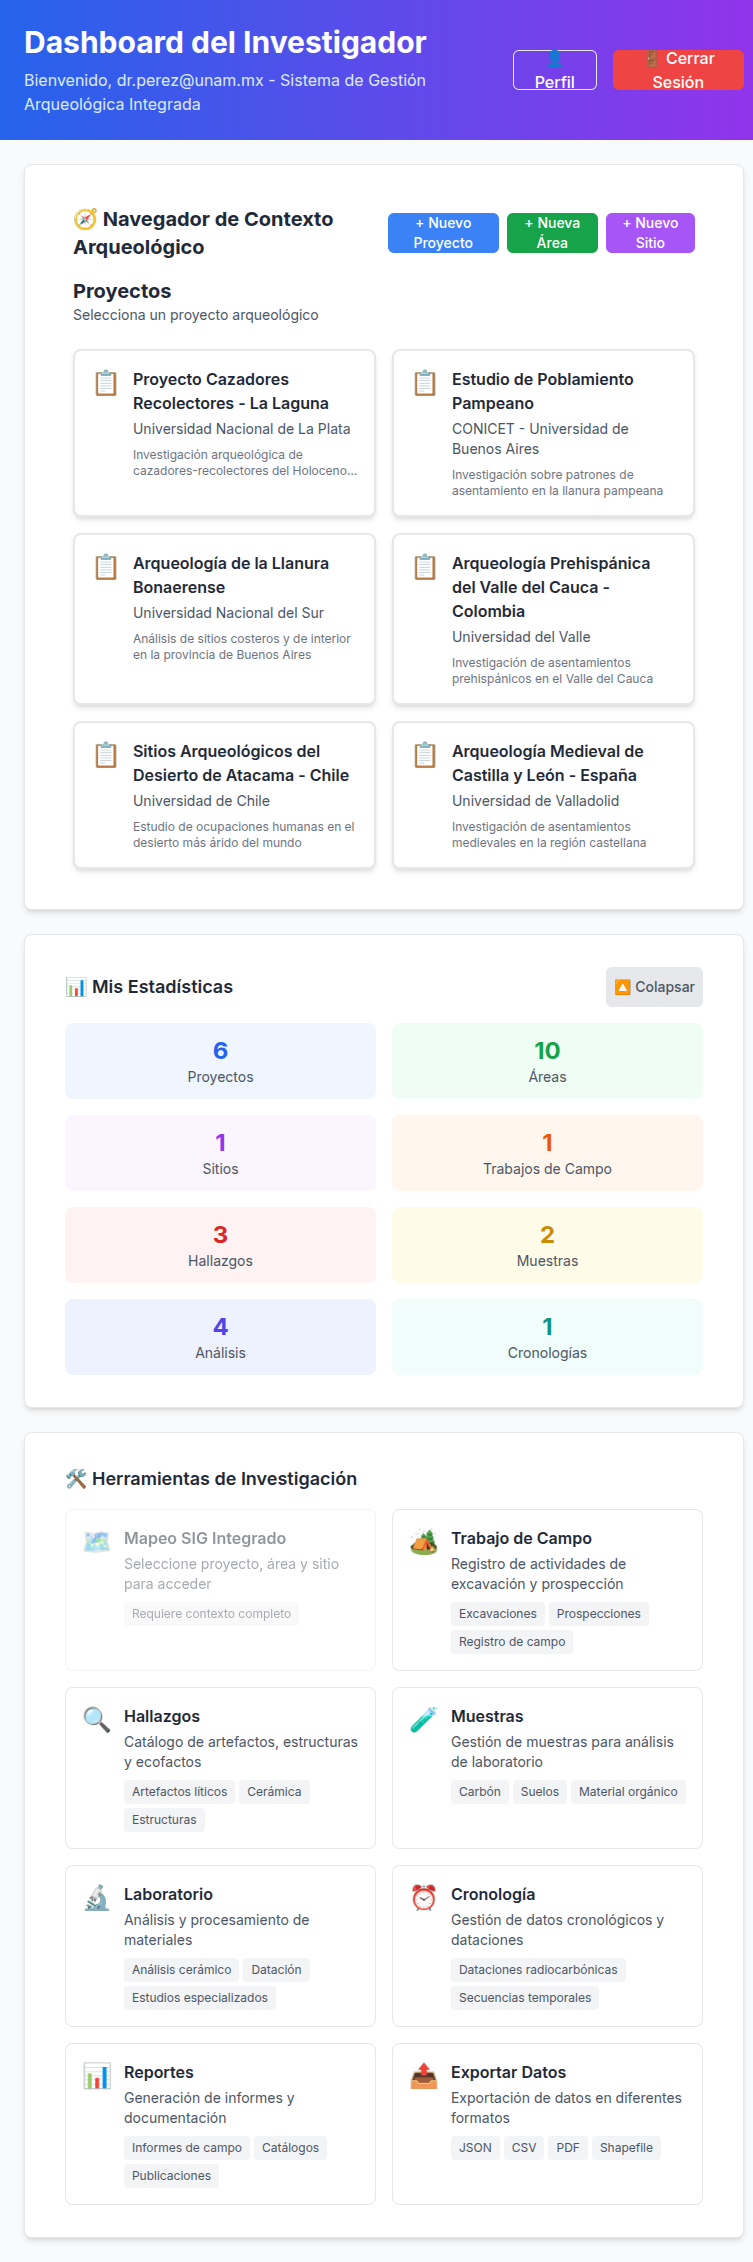 Dashboard del Investigador
Bienvenido, dr.perez@unam.mx - Sistema de Gestión
Arqueológica Integrada
👤
Perfil
🚪 Cerrar
Sesión
🧭 Navegador de Contexto
Arqueológico
+ Nuevo
Proyecto
+ Nueva
Área
+ Nuevo
Sitio
Proyectos
Selecciona un proyecto arqueológico
Proyecto Cazadores
Recolectores - La Laguna
Universidad Nacional de La Plata
Investigación arqueológica de
cazadores-recolectores del Holoceno...
Estudio de Poblamiento
Pampeano
CONICET - Universidad de
Buenos Aires
Investigación sobre patrones de
asentamiento en la llanura pampeana
Arqueología de la Llanura
Bonaerense
Universidad Nacional del Sur
Análisis de sitios costeros y de interior
en la provincia de Buenos Aires
Arqueología Prehispánica
del Valle del Cauca -
Colombia
Universidad del Valle
Investigación de asentamientos
prehispánicos en el Valle del Cauca
Sitios Arqueológicos del
Desierto de Atacama - Chile
Universidad de Chile
Estudio de ocupaciones humanas en el
desierto más árido del mundo
Arqueología Medieval de
Castilla y León - España
Universidad de Valladolid
Investigación de asentamientos
medievales en la región castellana
📊 Mis Estadísticas
🔼 Colapsar
6
Proyectos
10
Áreas
1
Sitios
1
Trabajos de Campo
3
Hallazgos
2
Muestras
4
Análisis
1
Cronologías
🛠️ Herramientas de Investigación
Mapeo SIG Integrado
Seleccione proyecto, área y sitio
para acceder
Requiere contexto completo
Trabajo de Campo
Registro de actividades de
excavación y prospección
Excavaciones Prospecciones
Registro de campo
Hallazgos
Catálogo de artefactos, estructuras
y ecofactos
Artefactos líticos Cerámica
Estructuras
Muestras
Gestión de muestras para análisis
de laboratorio
Carbón Suelos Material orgánico
Laboratorio
Análisis y procesamiento de
materiales
Análisis cerámico Datación
Estudios especializados
Cronología
Gestión de datos cronológicos y
dataciones
Dataciones radiocarbónicas
Secuencias temporales
Reportes
Generación de informes y
documentación
Informes de campo Catálogos
Publicaciones
Exportar Datos
Exportación de datos en diferentes
formatos
JSON CSV PDF Shapefile